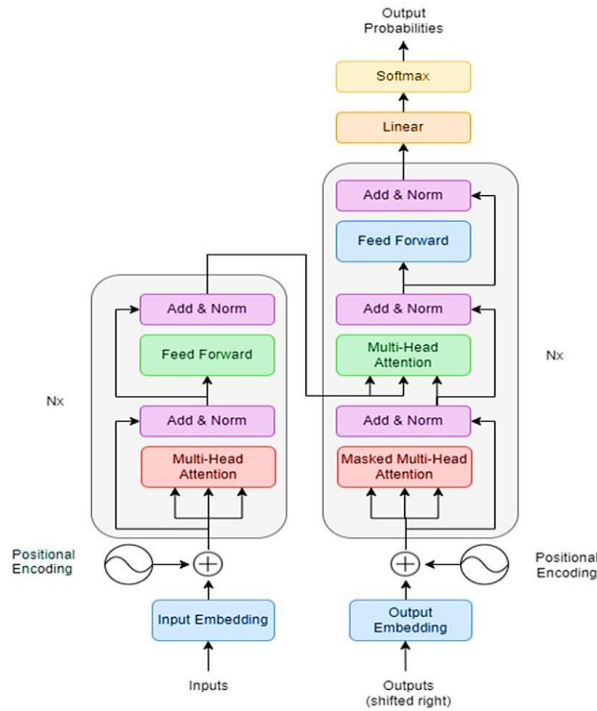 Output
Probabilities
Softmax
Linear
Add & Norm
Feed Forward
Add & Norm
Multi-Head
Attention
Nx
Add & Norm
Masked Multi-Head
Attention
Add & Norm
Feed Forward
Nx
Add & Norm
Multi-Head
Attention
Positional
Encoding
Positional
Encoding
Input Embedding
Output
Embedding
Inputs
Outputs
(shifted right)